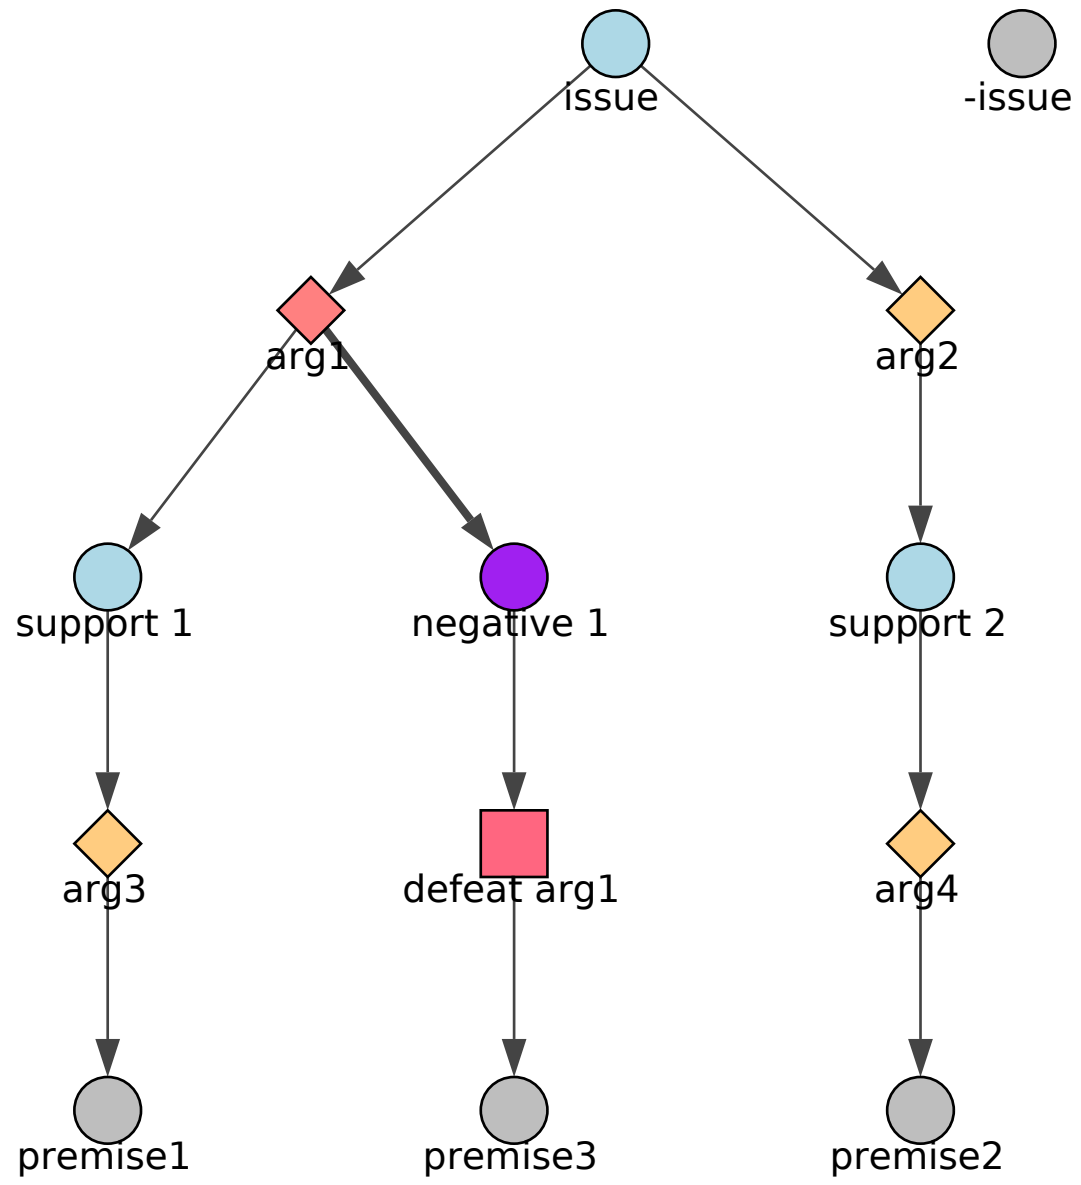 issue
-issue
arg1
arg2
support 1
negative 1
support 2
arg3
defeat arg1
arg4
premise1
premise3
premise2